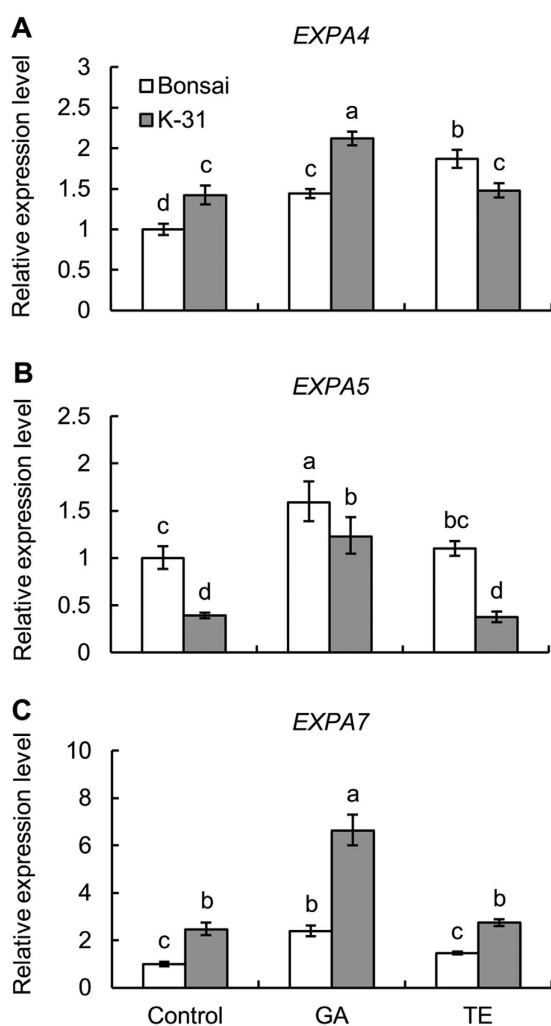 A
EXPA4
Relative expression level
3
2.5
2
1.5
1
0.5
0
Bonsai
K-31
d
c
c
a
b
c
B
EXPA5
Relative expression level
2.5
2
1.5
1
0.5
0
c
d
a
b
bc
d
C
EXPA7
Relative expression level
10
8
6
4
2
0
c
b
b
a
c
b
Control GA TE